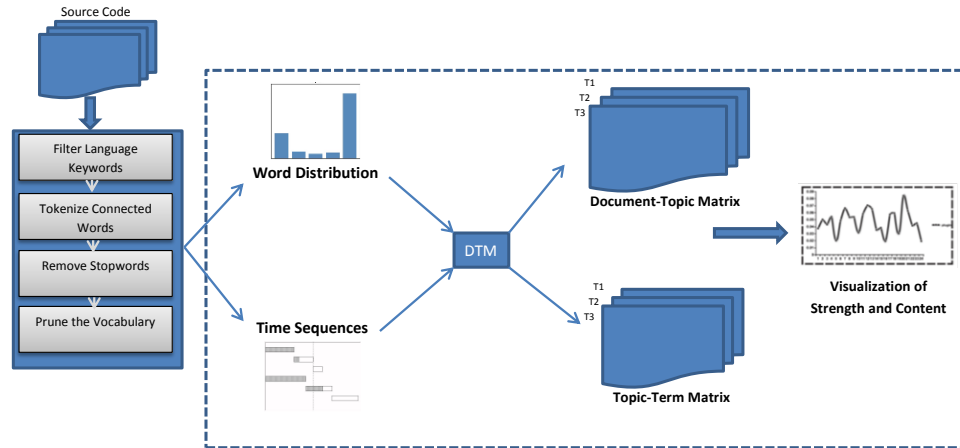 Source Code
Filter Language
Keywords
Tokenize Connected
Words
Remove Stopwords
Prune the Vocabulary
Word Distribution
Time Sequences
DTM
T1
T2
T3
Document-Topic Matrix
T1
T2
T3
Topic-Term Matrix
Visualization of
Strength and Content